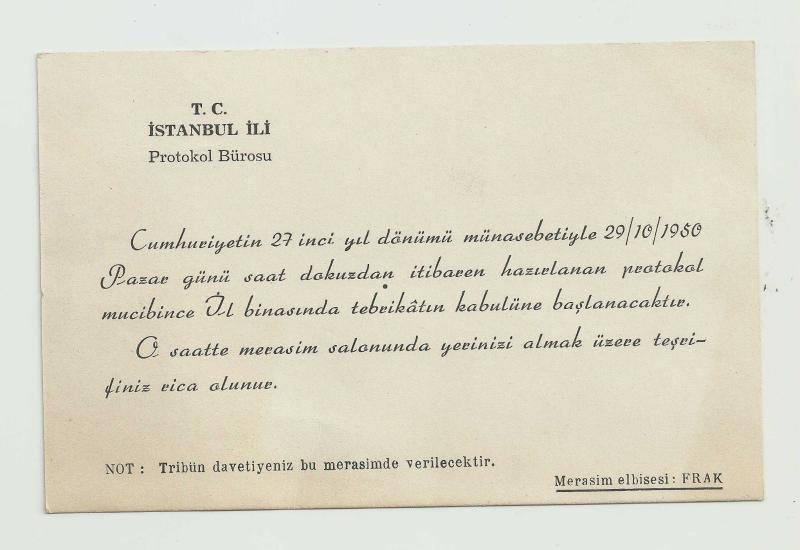 T. C.
İSTANBUL İLİ
Protokol Bürosu
Cumhuriyetin 27 inci yıl dönümü münasebetiyle 29/10/1950
Pazar günü saat dokuzdan itibaren hazırlanan protokol
mucibince İl binasında tebrikâtın kabulüne başlanacaktır.
O saatte merasim salonunda yerinizi almak üzere teşri-
finiz rica olunur.
NOT : Tribün davetiyeniz bu merasimde verilecektir.
Merasim elbisesi : FRAK